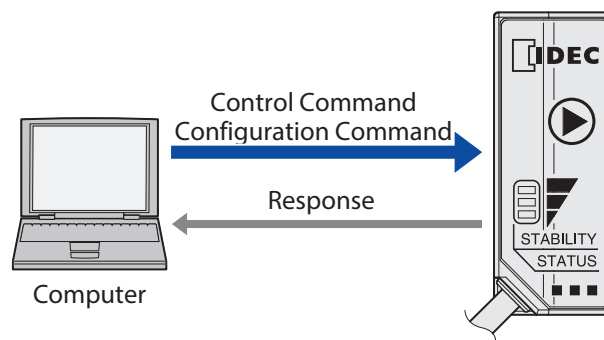 IDEC
Control Command
Configuration Command
Response
STABILITY
STATUS
Computer